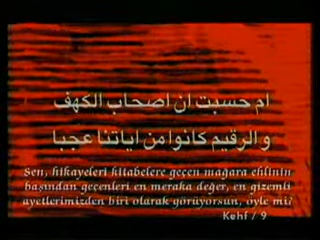 ام حسبت ان اصحاب الكهف
و الرقيم كانوا من اياتنا عجبا
Sen, hikayeleri kitabelere geçen mağara ehlinin
başından geçenleri en meraka değer, en gizemli
ayetlerimizden biri olarak görüyorsun, öyle mi?
Kehf / 9